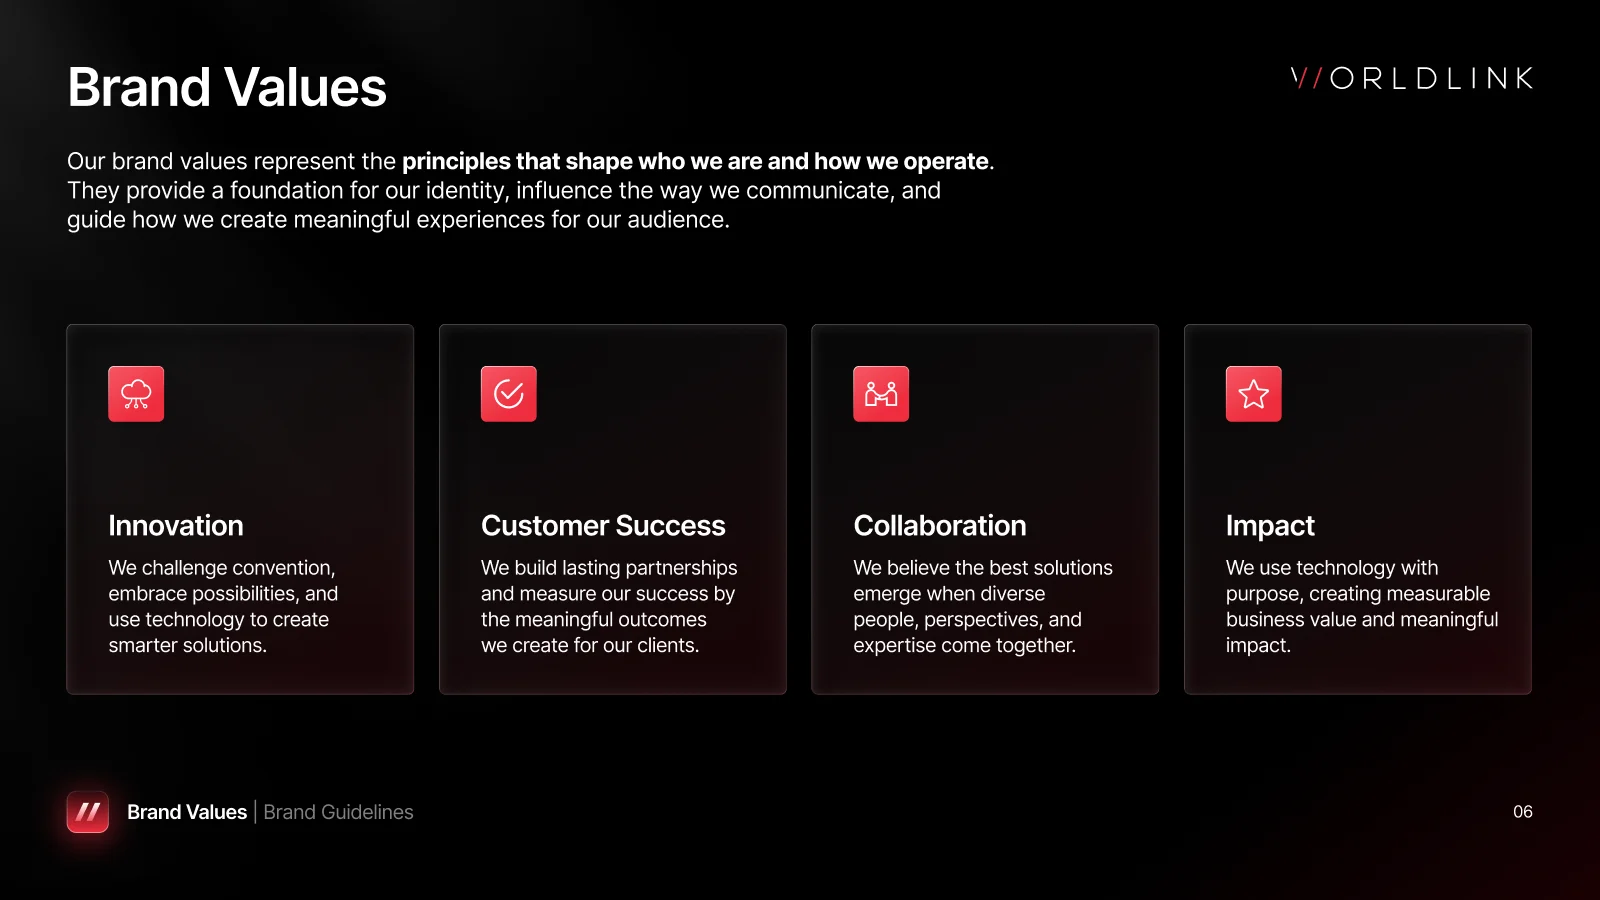 Brand Values
WORLDLINK
Our brand values represent the principles that shape who we are and how we operate.
They provide a foundation for our identity, influence the way we communicate, and
guide how we create meaningful experiences for our audience.
Innovation
We challenge convention,
embrace possibilities, and
use technology to create
smarter solutions.
Customer Success
We build lasting partnerships
and measure our success by
the meaningful outcomes
we create for our clients.
Collaboration
We believe the best solutions
emerge when diverse
people, perspectives, and
expertise come together.
Impact
We use technology with
purpose, creating measurable
business value and meaningful
impact.
Brand Values | Brand Guidelines
06